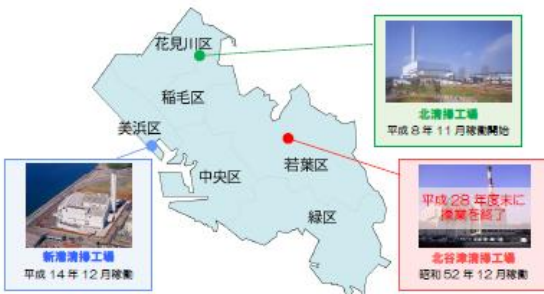 花見川区
稲毛区
美浜区
中央区
若葉区
緑区
北清掃工場
平成8年11月稼働開始
新港清掃工場
平成14年12月稼働
平成28年度末に
操業を終了
北谷津清掃工場
昭和52年12月稼働